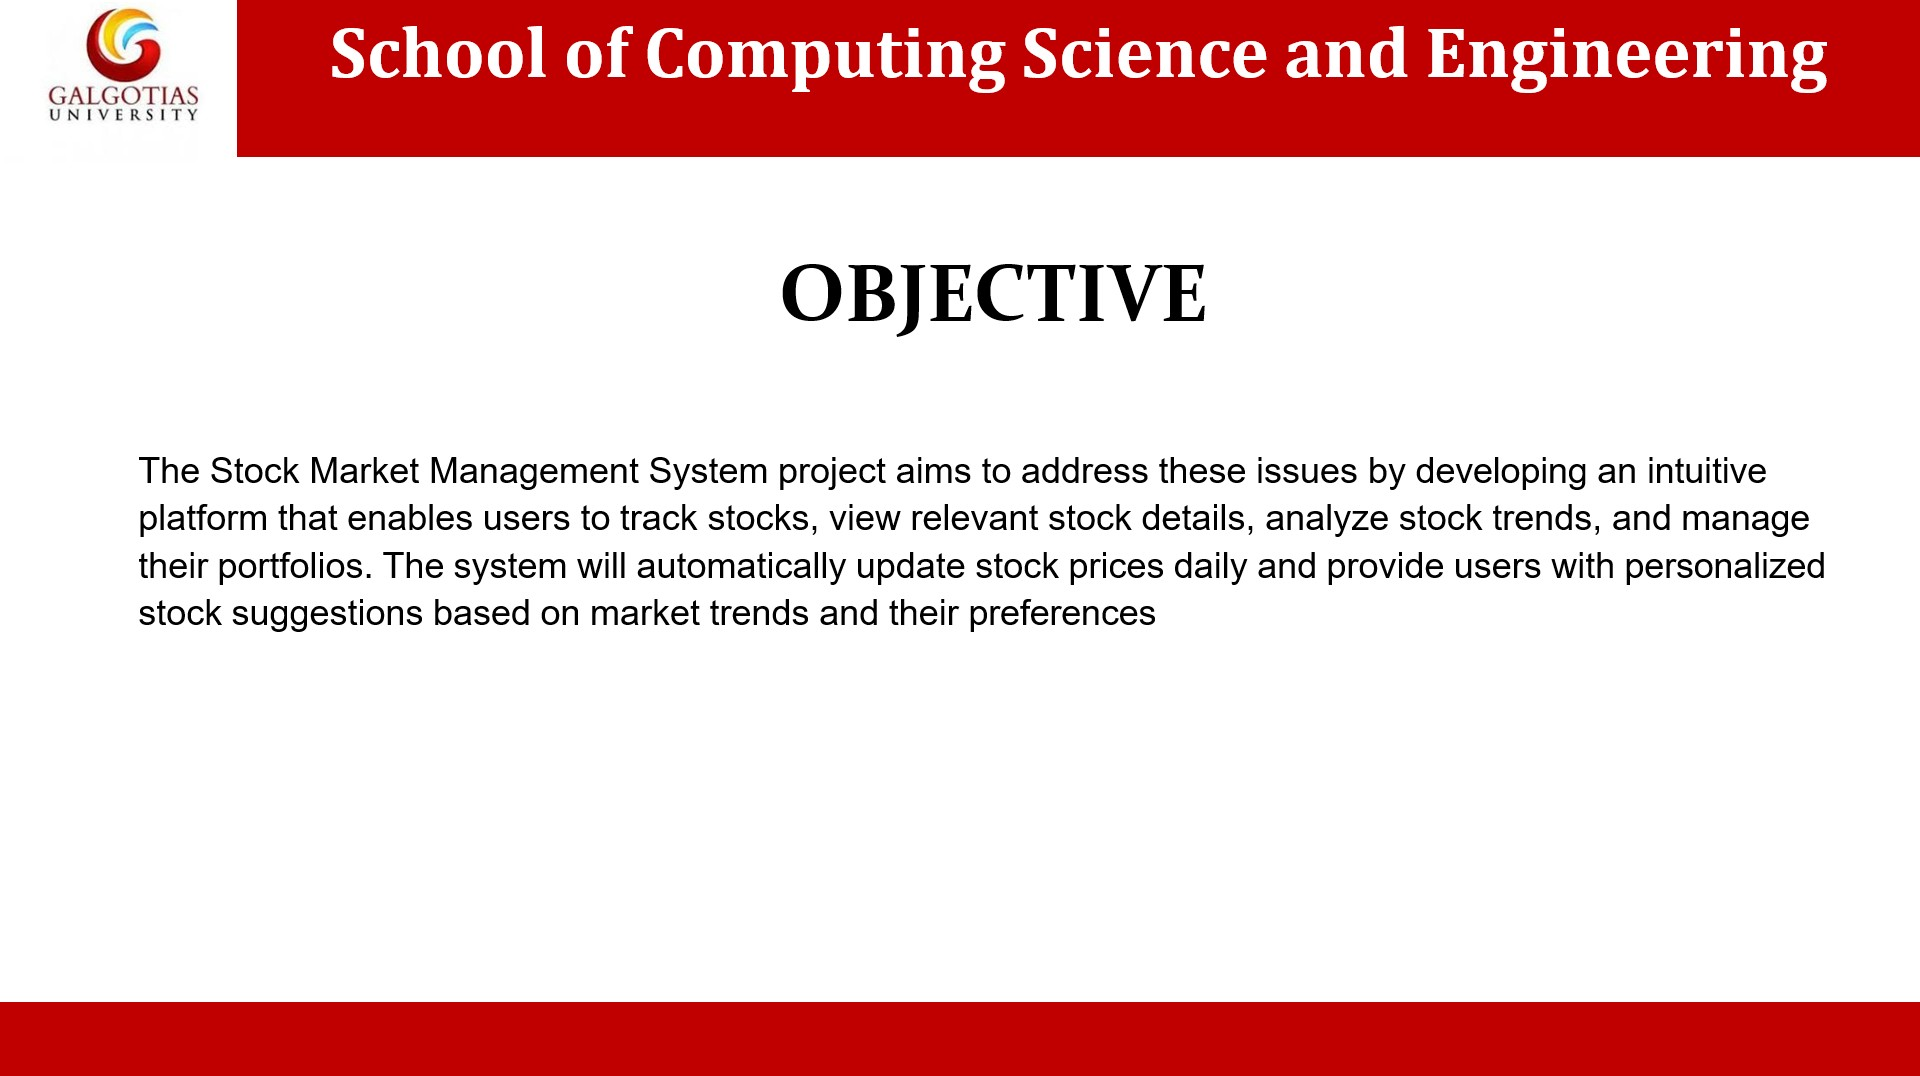 GALGOTIAS
UNIVERSITY
School of Computing Science and Engineering
OBJECTIVE
The Stock Market Management System project aims to address these issues by developing an intuitive
platform that enables users to track stocks, view relevant stock details, analyze stock trends, and manage
their portfolios. The system will automatically update stock prices daily and provide users with personalized
stock suggestions based on market trends and their preferences